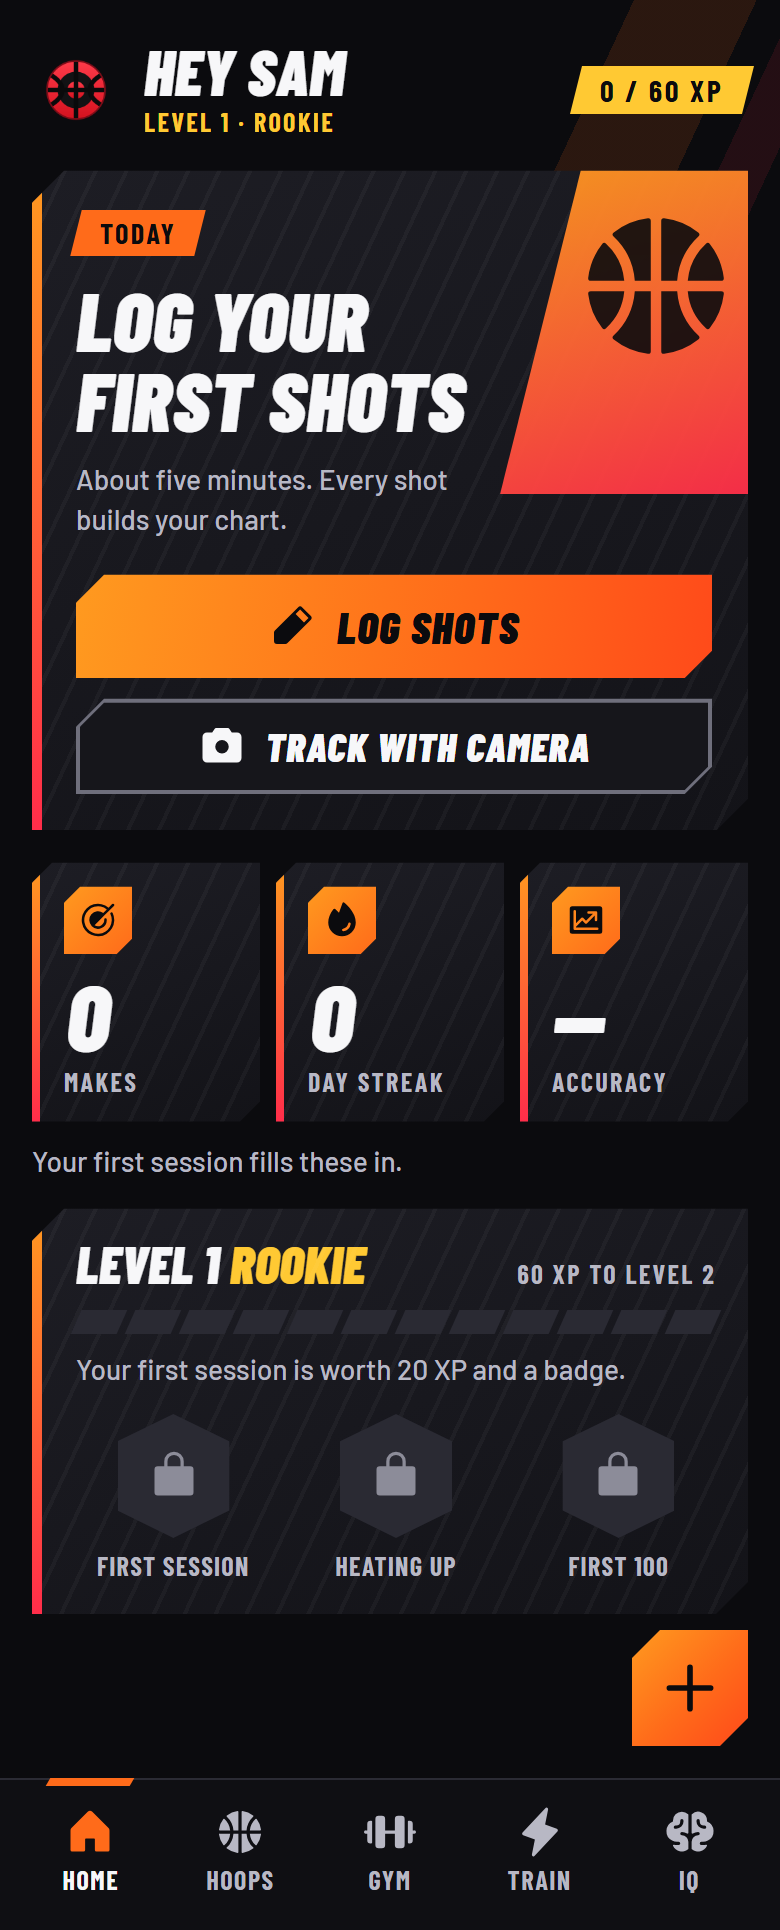 HEY SAM
LEVEL 1 · ROOKIE
0 / 60 XP
TODAY
LOG YOUR
FIRST SHOTS
About five minutes. Every shot
builds your chart.
LOG SHOTS
TRACK WITH CAMERA
0
MAKES
0
DAY STREAK
–
ACCURACY
Your first session fills these in.
LEVEL 1 ROOKIE
60 XP TO LEVEL 2
Your first session is worth 20 XP and a badge.
FIRST SESSION
HEATING UP
FIRST 100
HOME
HOOPS
GYM
TRAIN
IQ